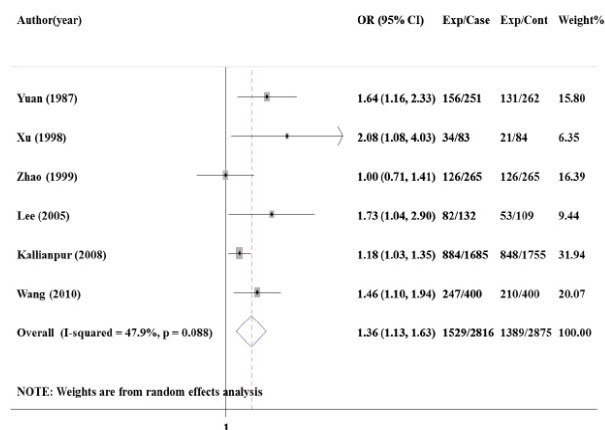 Author(year) OR (95% CI) Exp/Case Exp/Cont Weight%
Yuan (1987) 1.64 (1.16, 2.33) 156/251 131/262 15.80
Xu (1998) 2.08 (1.08, 4.03) 34/83 21/84 6.35
Zhao (1999) 1.00 (0.71, 1.41) 126/265 126/265 16.39
Lee (2005) 1.73 (1.04, 2.90) 82/132 53/109 9.44
Kallianpur (2008) 1.18 (1.03, 1.35) 884/1685 848/1755 31.94
Wang (2010) 1.46 (1.10, 1.94) 247/400 210/400 20.07
Overall (I-squared = 47.9%, p = 0.088) 1.36 (1.13, 1.63) 1529/2816 1389/2875 100.00
NOTE: Weights are from random effects analysis
1